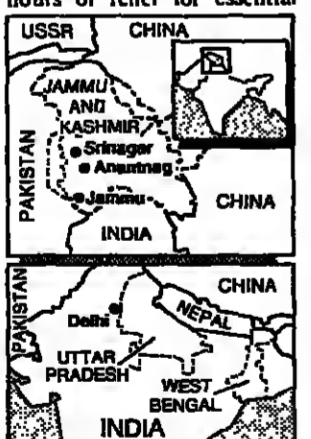 hours of relief for essential
USSR
CHINA
JAMMU
AND
KASHMIR
Srinagar
Anantnag
PAKISTAN
Jammu
CHINA
INDIA
PAKISTAN
CHINA
NEPAL
Delhi
UTTAR
PRADESH
WEST
BENGAL
INDIA